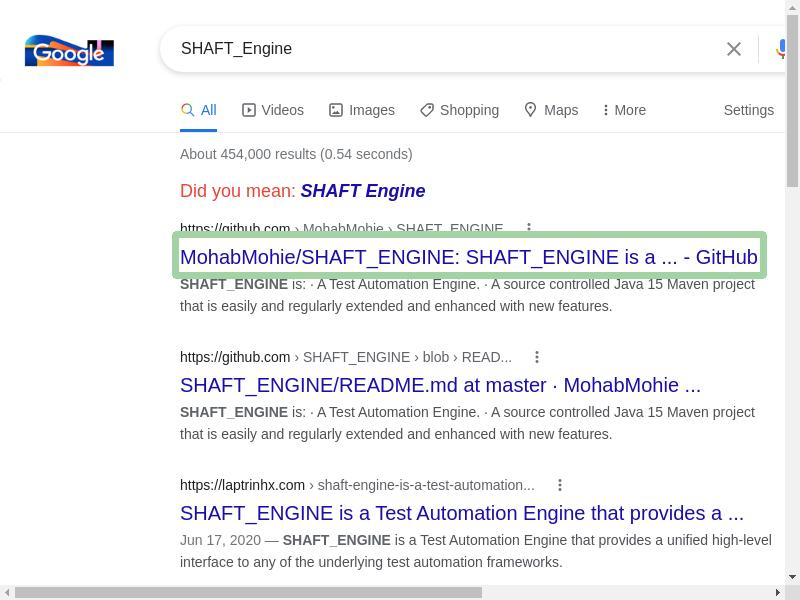 Google
SHAFT_Engine
All Videos Images Shopping Maps More Settings
About 454,000 results (0.54 seconds)
Did you mean: SHAFT Engine
https://github.com › MohabMohie › SHAFT_ENGINE
MohabMohie/SHAFT_ENGINE: SHAFT_ENGINE is a ... - GitHub
SHAFT_ENGINE is: · A Test Automation Engine. · A source controlled Java 15 Maven project
that is easily and regularly extended and enhanced with new features.
https://github.com › SHAFT_ENGINE › blob › READ...
SHAFT_ENGINE/README.md at master · MohabMohie ...
SHAFT_ENGINE is: · A Test Automation Engine. · A source controlled Java 15 Maven project
that is easily and regularly extended and enhanced with new features.
https://laptrinhx.com › shaft-engine-is-a-test-automation...
SHAFT_ENGINE is a Test Automation Engine that provides a ...
Jun 17, 2020 — SHAFT_ENGINE is a Test Automation Engine that provides a unified high-level
interface to any of the underlying test automation frameworks.